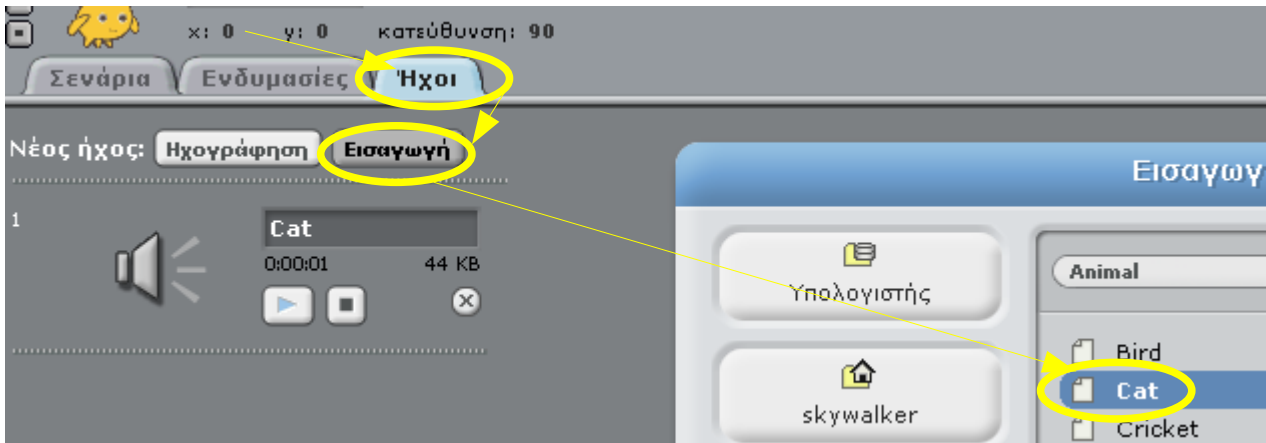 x: 0 y: 0 κατεύθυνση: 90
Σενάρια Ενδυμασίες Ήχοι
Νέος ήχος: Ηχογράφηση Εισαγωγή
1
Cat
0:00:01 44 KB
Εισαγωγ
Υπολογιστής
skywalker
Animal
Bird
Cat
Cricket